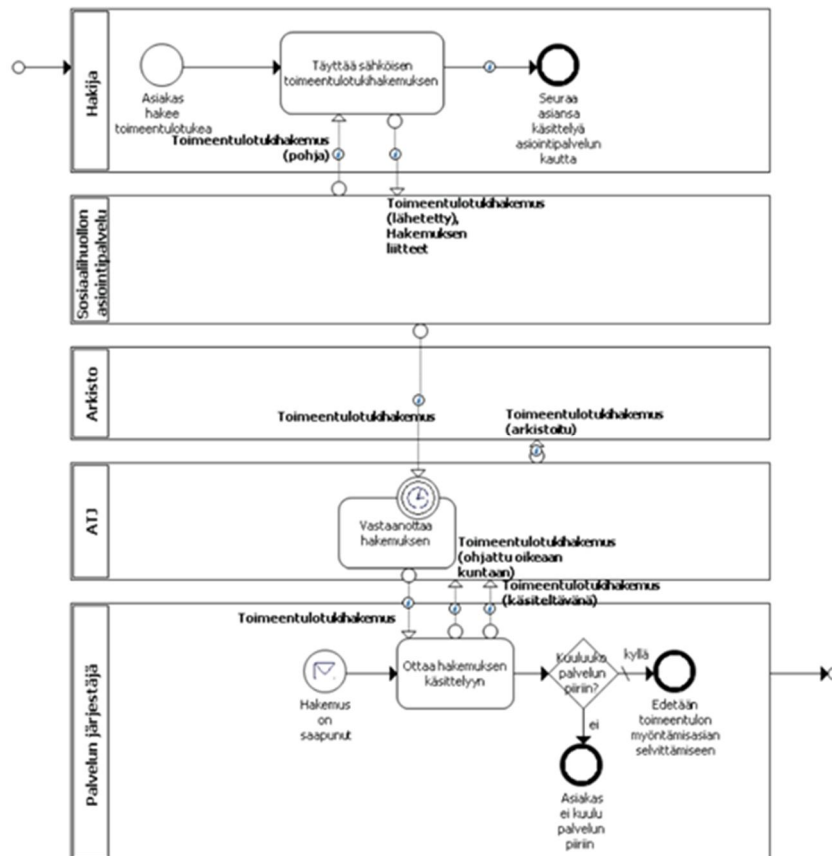 Hakija
Asiakas
hakee
toimeentulotukea
Täyttää sähköisen
toimeentulotukihakemuksen
Seuraa
asiansa
käsittelyä
asiointipalvelun
kautta
Toimeentulotukihakemus
(pohja)
Sosiaalihuollon
asiointipalvelu
Toimeentulotukihakemus
(lähetetty),
Hakemuksen
liitteet
Arkisto
Toimeentulotukihakemus
Toimeentulotukihakemus
(arkistoitu)
ATJ
Vastaanottaa
hakemuksen
Toimeentulotukihakemus
(ohjattu oikeaan
kuntaan)
Toimeentulotukihakemus
(käsiteltävänä)
Toimeentulotukihakemus
Palvelun järjestäjä
Hakemus
on
saapunut
Ottaa hakemuksen
käsittelyyn
Kuuluuko
palvelun
piiriin?
kyllä
Edetään
toimeentulon
myöntämisasian
selvittämiseen
ei
Asiakas
ei kuulu
palvelun
piiriin